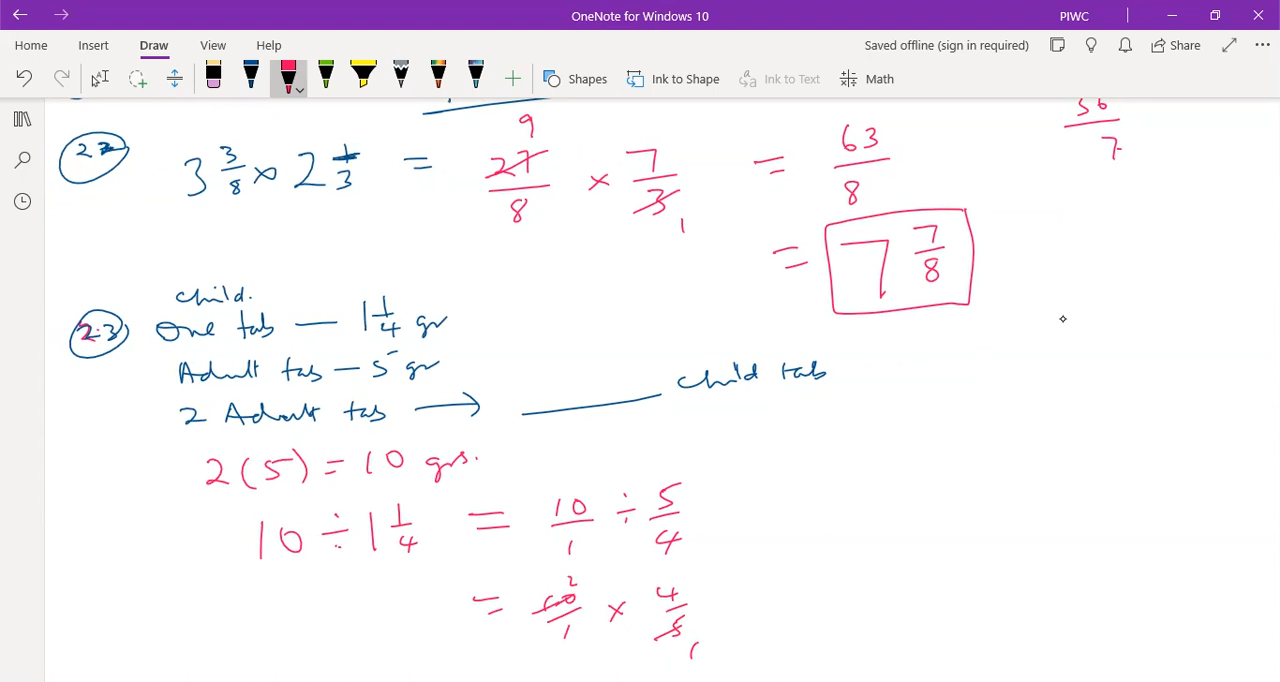 OneNote for Windows 10
PIWC
Home Insert Draw View Help
Saved offline (sign in required)
Share
Shapes
Ink to Shape
Ink to Text
Math
36/7
22 3 3/8 × 2 1/3 = 27/8 9 × 7/3 1 = 63/8
= 7 7/8
child.
2.3 One tab — 1 1/4 gr
Adult tab — 5 gr
2 Adult tab → ______ child tab
2(5) = 10 grs.
10 ÷ 1 1/4 = 10/1 ÷ 5/4
= 10/1 2 × 4/5 1